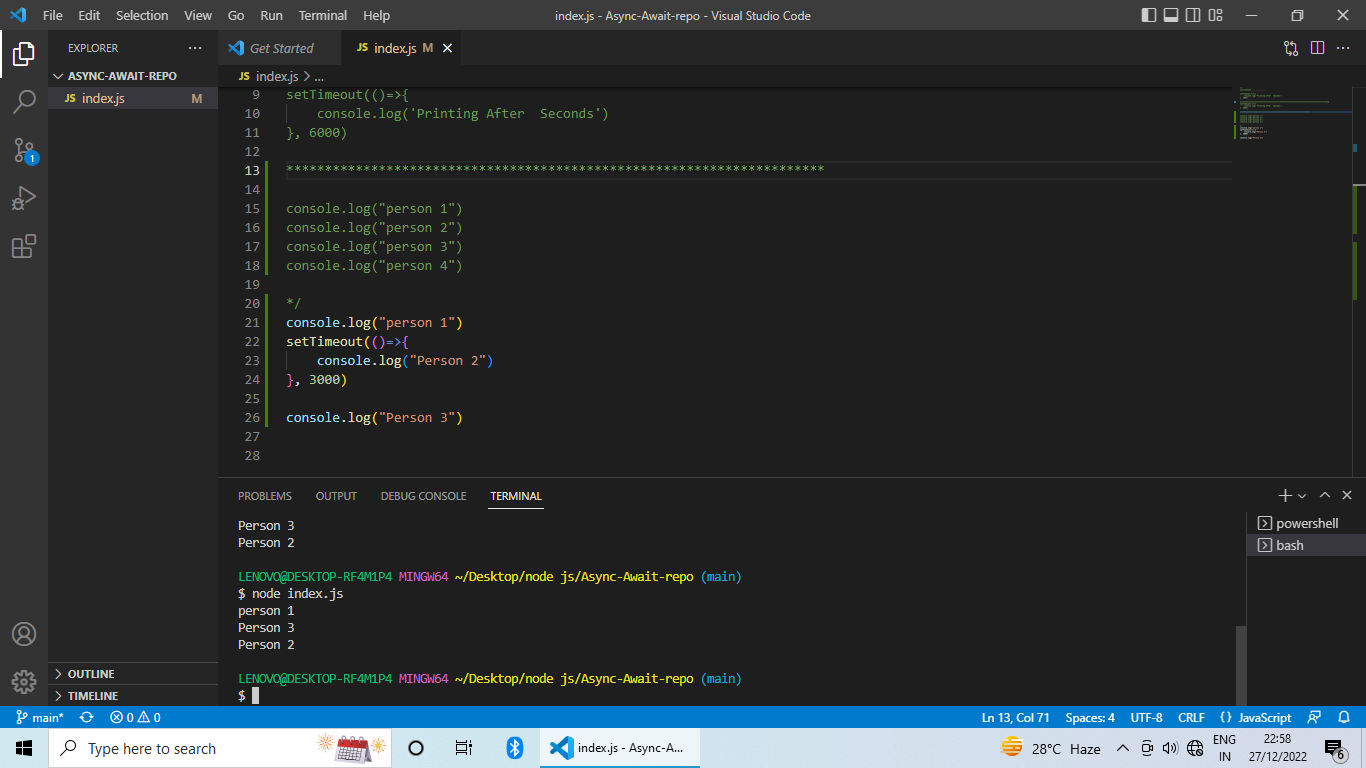 File Edit Selection View Go Run Terminal Help index.js - Async-Await-repo - Visual Studio Code
EXPLORER
ASYNC-AWAIT-REPO
JS index.js M
OUTLINE
TIMELINE
Get Started JS index.js M
JS index.js > ...
9 setTimeout(()=>{
10 console.log('Printing After  Seconds')
11 }, 6000)
12
13 **********************************************************************
14
15 console.log("person 1")
16 console.log("person 2")
17 console.log("person 3")
18 console.log("person 4")
19
20 */
21 console.log("person 1")
22 setTimeout(()=>{
23 console.log("Person 2")
24 }, 3000)
25
26 console.log("Person 3")
27
28
PROBLEMS OUTPUT DEBUG CONSOLE TERMINAL
powershell
bash
Person 3
Person 2
LENOVO@DESKTOP-RF4M1P4 MINGW64 ~/Desktop/node js/Async-Await-repo (main)
$ node index.js
person 1
Person 3
Person 2
LENOVO@DESKTOP-RF4M1P4 MINGW64 ~/Desktop/node js/Async-Await-repo (main)
$
1
main* 0 0 Ln 13, Col 71 Spaces: 4 UTF-8 CRLF {} JavaScript
Type here to search index.js - Async-A... 28°C Haze ENG IN 22:58 27/12/2022 6